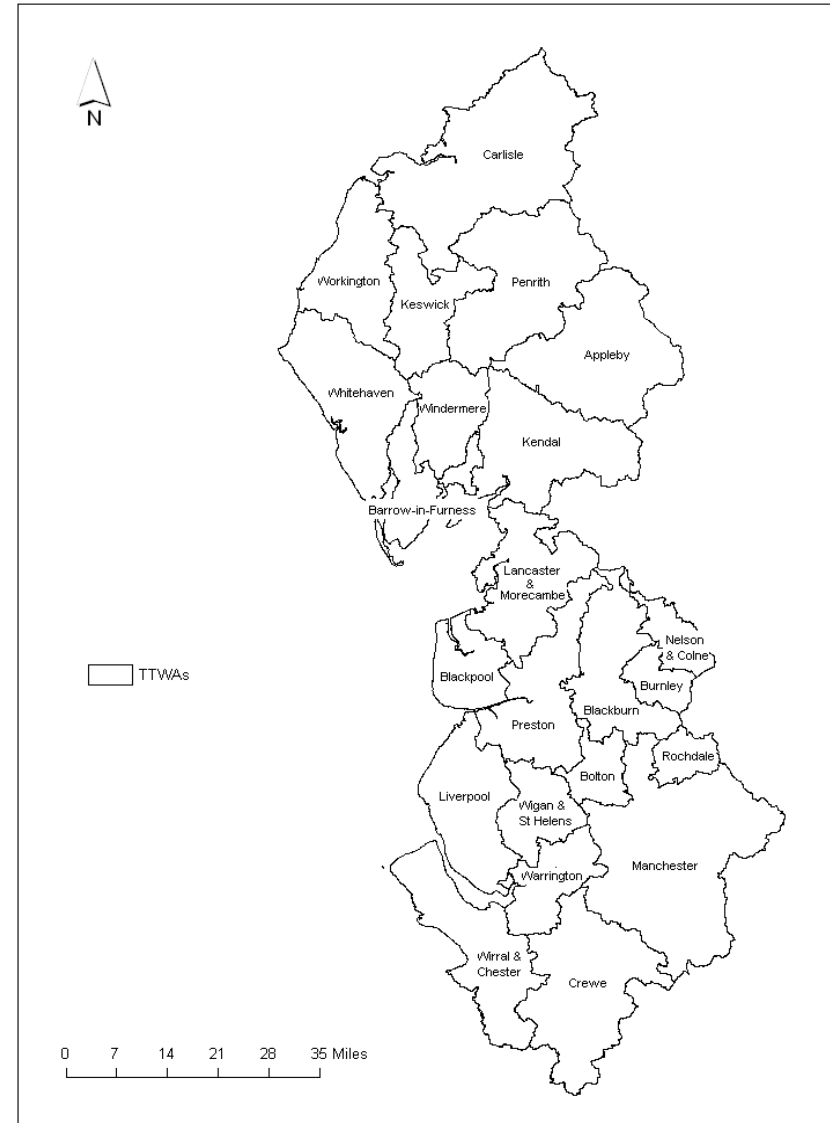 N
Carlisle
Workington
Keswick
Penrith
Appleby
Whitehaven
Windermere
Kendal
Barrow-in-Furness
Lancaster
&
Morecambe
Nelson
& Colne
TTWAs
Blackpool
Burnley
Blackburn
Preston
Rochdale
Bolton
Liverpool
Wigan &
St Helens
Manchester
Warrington
Wirral &
Chester
Crewe
0 7 14 21 28 35 Miles